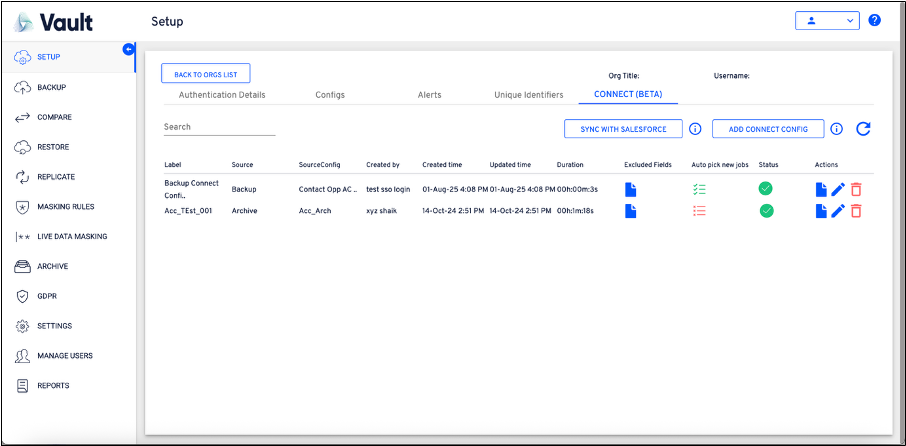 Vault
Setup
?
SETUP
BACKUP
COMPARE
RESTORE
REPLICATE
MASKING RULES
LIVE DATA MASKING
ARCHIVE
GDPR
SETTINGS
MANAGE USERS
REPORTS
BACK TO ORGS LIST
Org Title: Username:
Authentication Details Configs Alerts Unique Identifiers CONNECT (BETA)
Search
SYNC WITH SALESFORCE ADD CONNECT CONFIG
Label Source SourceConfig Created by Created time Updated time Duration Excluded Fields Auto pick new jobs Status Actions
Backup Connect
Confi.. Backup Contact Opp AC .. test sso login 01-Aug-25 4:08 PM 01-Aug-25 4:08 PM 00h:00m:3s
Acc_TEst_001 Archive Acc_Arch xyz shaik 14-Oct-24 2:51 PM 14-Oct-24 2:51 PM 00h:1m:18s